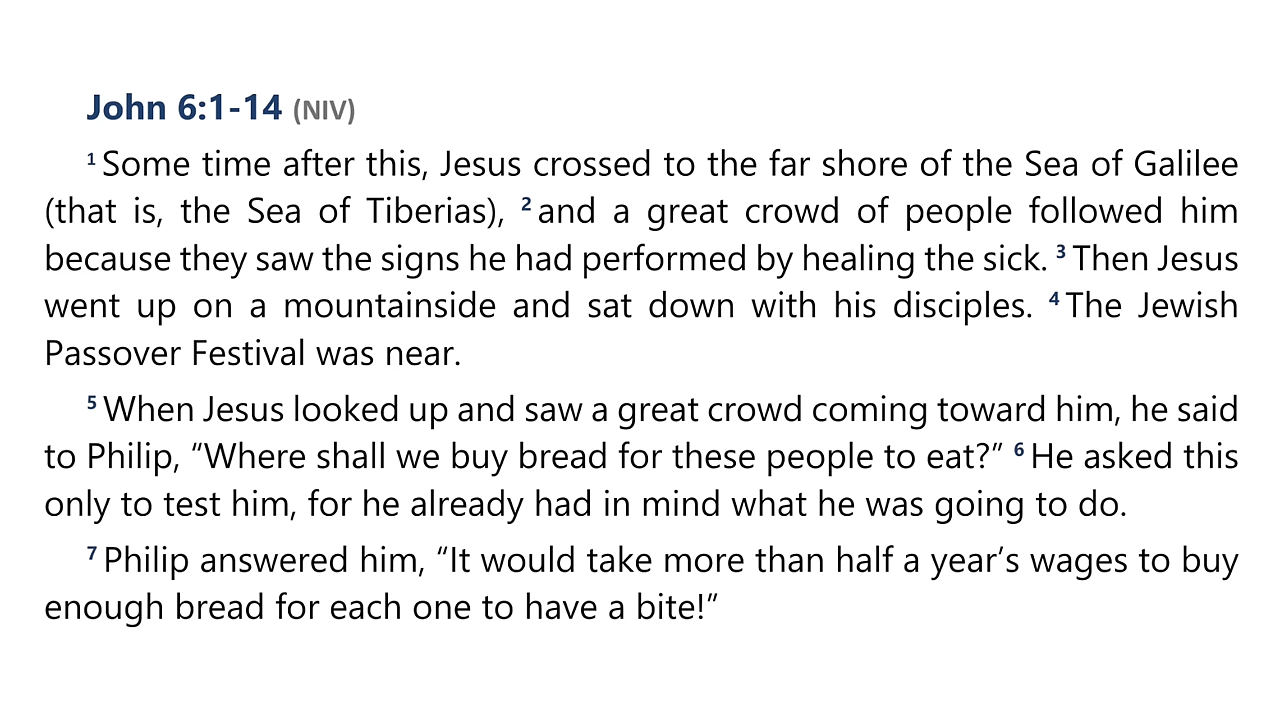 John 6:1-14 (NIV)
1 Some time after this, Jesus crossed to the far shore of the Sea of Galilee
(that is, the Sea of Tiberias), 2 and a great crowd of people followed him
because they saw the signs he had performed by healing the sick. 3 Then Jesus
went up on a mountainside and sat down with his disciples. 4 The Jewish
Passover Festival was near.
5 When Jesus looked up and saw a great crowd coming toward him, he said
to Philip, “Where shall we buy bread for these people to eat?” 6 He asked this
only to test him, for he already had in mind what he was going to do.
7 Philip answered him, “It would take more than half a year’s wages to buy
enough bread for each one to have a bite!”